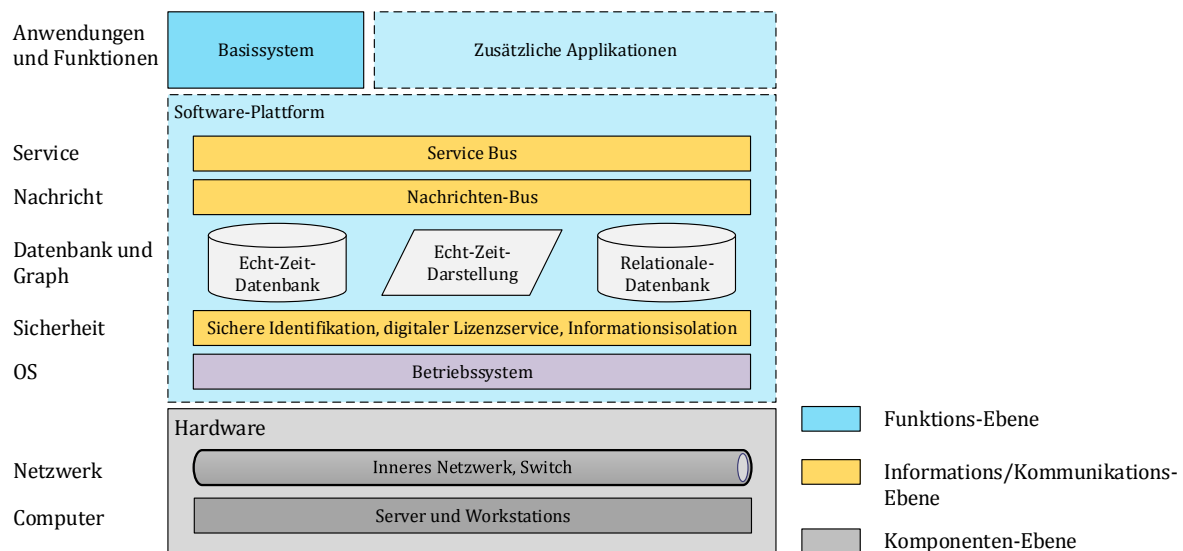 Anwendungen
und Funktionen
Basissystem
Zusätzliche Applikationen
Software-Plattform
Service
Service Bus
Nachricht
Nachrichten-Bus
Datenbank und
Graph
Echt-Zeit-
Datenbank
Echt-Zeit-
Darstellung
Relationale-
Datenbank
Sicherheit
Sichere Identifikation, digitaler Lizenzservice, Informationsisolation
OS
Betriebssystem
Hardware
Netzwerk
Inneres Netzwerk, Switch
Computer
Server und Workstations
Funktions-Ebene
Informations/Kommunikations-
Ebene
Komponenten-Ebene